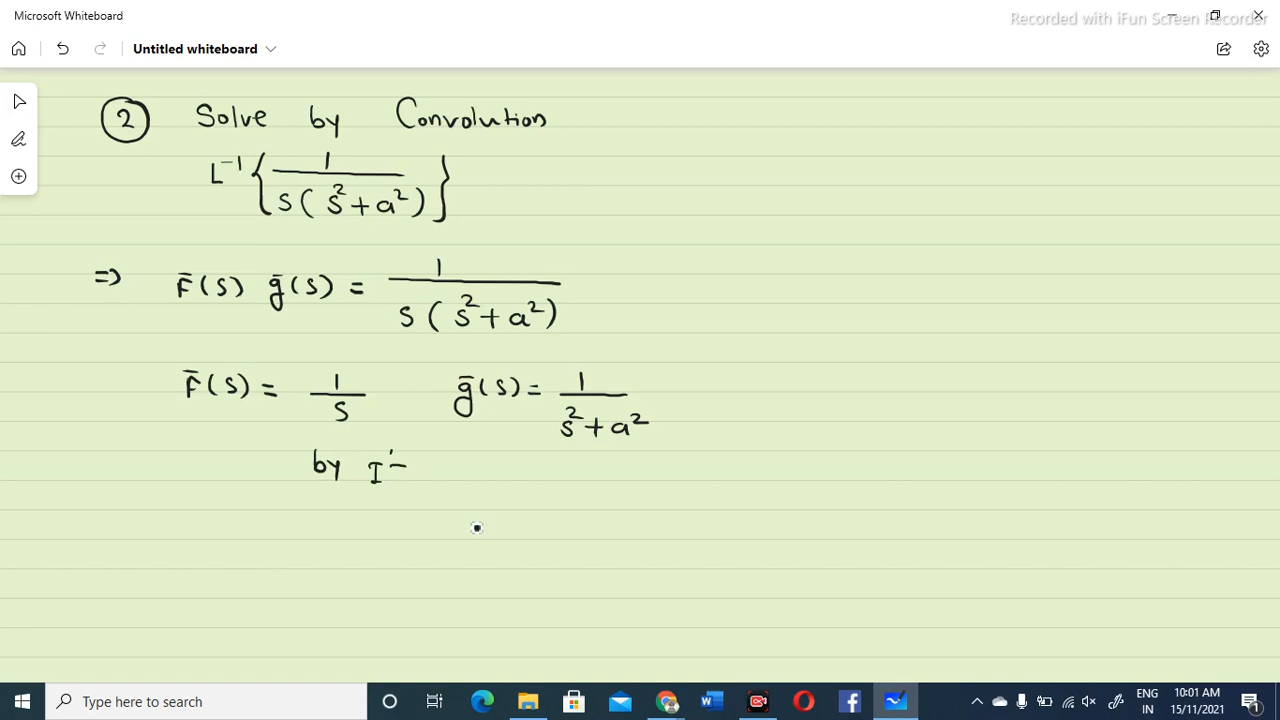 Microsoft Whiteboard
Recorded with iFun Screen Recorder
Untitled whiteboard
② Solve by Convolution
L⁻¹{ 1 / s(s²+a²) }
=> F̄(s) ḡ(s) = 1 / s(s²+a²)
F̄(s) = 1/s ḡ(s) = 1 / s²+a²
by I
Type here to search
ENG
IN
10:01 AM
15/11/2021
1